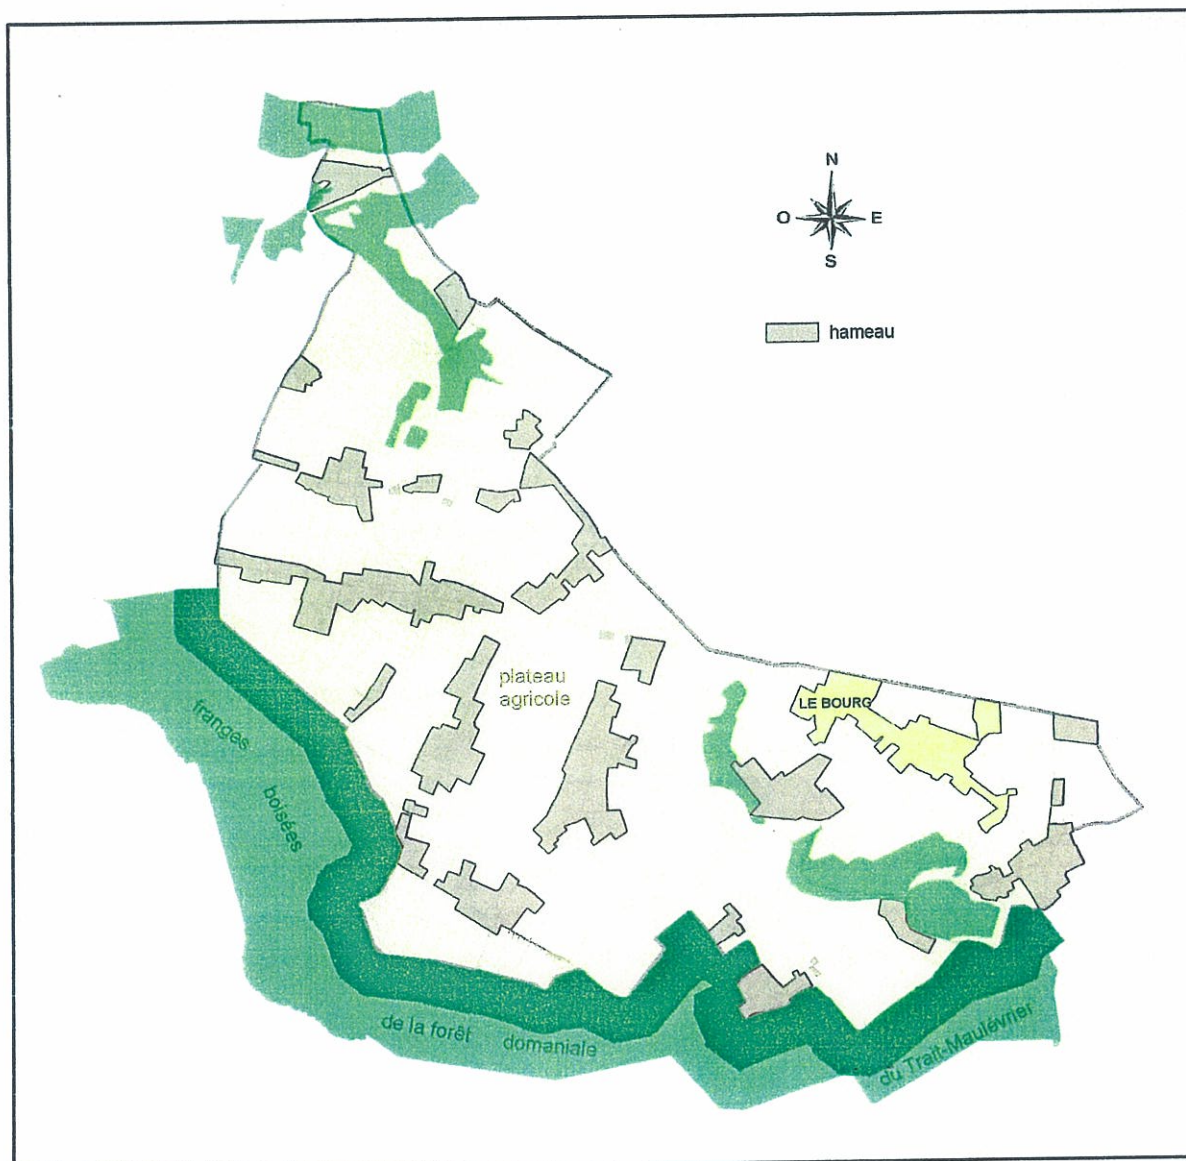 N
O E
S
hameau
plateau
agricole
LE BOURG
franges
boisées
de la forêt domaniale
du Trait-Maulévrier